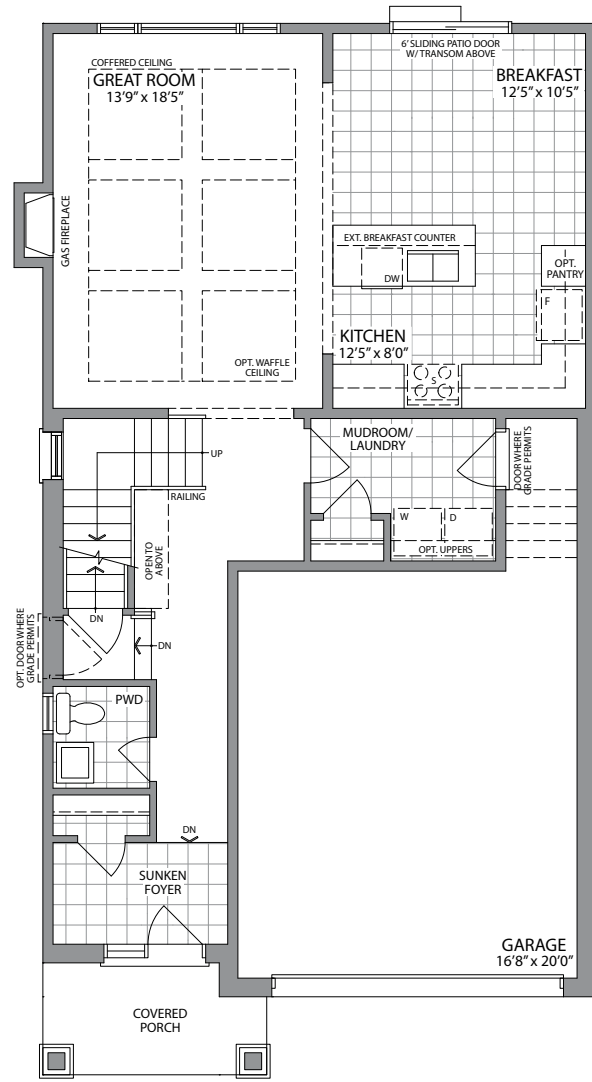 COFFERED CEILING
GREAT ROOM
13'9" x 18'5"
6' SLIDING PATIO DOOR
W/ TRANSOM ABOVE
BREAKFAST
12'5" x 10'5"
GAS FIREPLACE
EXT. BREAKFAST COUNTER
DW
OPT.
PANTRY
F
KITCHEN
12'5" x 8'0"
S
OPT. WAFFLE
CEILING
MUDROOM/
LAUNDRY
UP
RAILING
DOOR WHERE
GRADE PERMITS
W
D
OPT. UPPERS
OPEN TO
ABOVE
DN
DN
OPT. DOOR WHERE
GRADE PERMITS
PWD
DN
SUNKEN
FOYER
GARAGE
16'8" x 20'0"
COVERED
PORCH